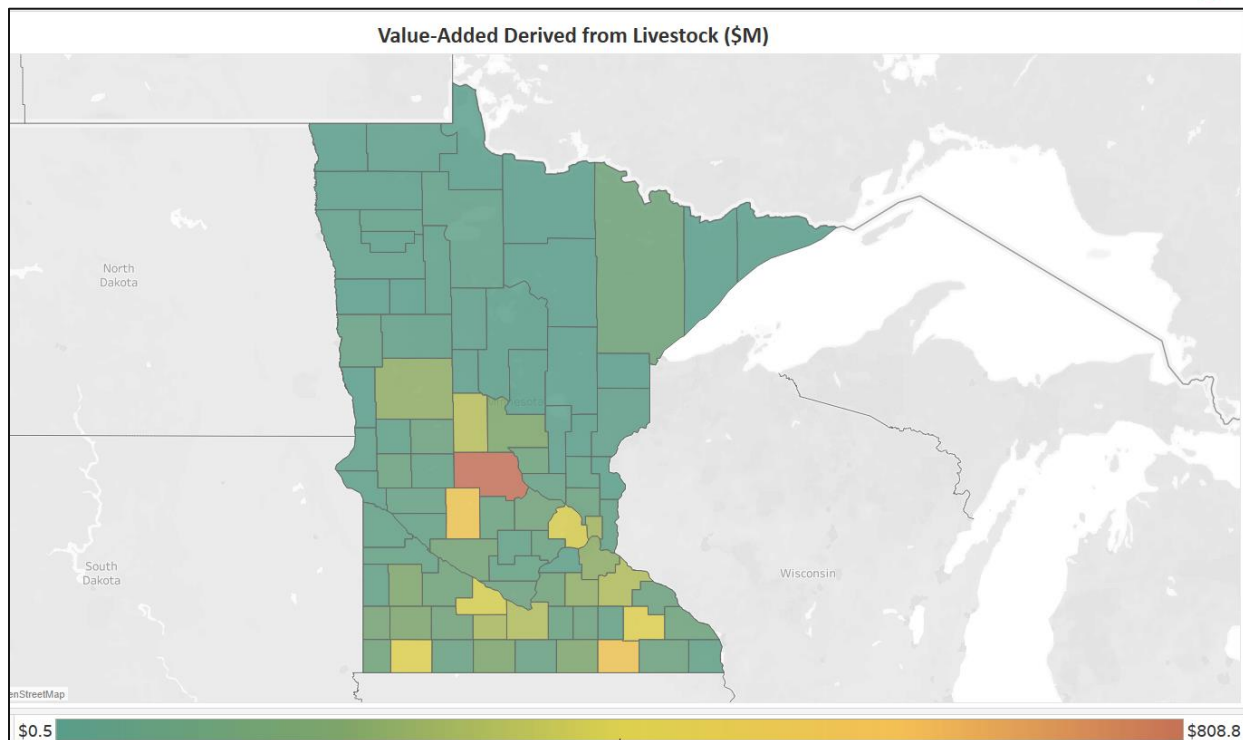 Value-Added Derived from Livestock ($M)
North
Dakota
South
Dakota
Wisconsin
enStreetMap
$0.5
$808.8